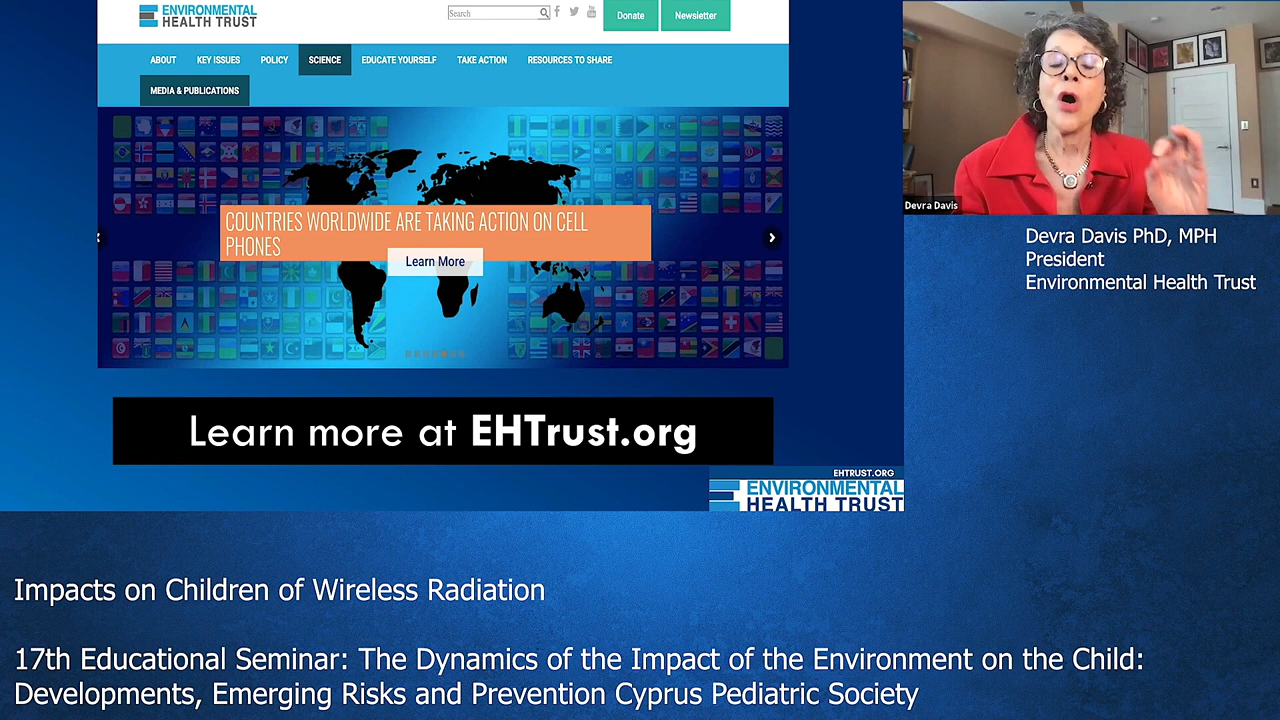 ENVIRONMENTAL
HEALTH TRUST
Search
Donate
Newsletter
ABOUT
KEY ISSUES
POLICY
SCIENCE
EDUCATE YOURSELF
TAKE ACTION
RESOURCES TO SHARE
MEDIA & PUBLICATIONS
COUNTRIES WORLDWIDE ARE TAKING ACTION ON CELL
PHONES
Learn More
Learn more at EHTrust.org
EHTRUST.ORG
ENVIRONMENTAL
HEALTH TRUST
Devra Davis
Devra Davis PhD, MPH
President
Environmental Health Trust
Impacts on Children of Wireless Radiation
17th Educational Seminar: The Dynamics of the Impact of the Environment on the Child:
Developments, Emerging Risks and Prevention Cyprus Pediatric Society